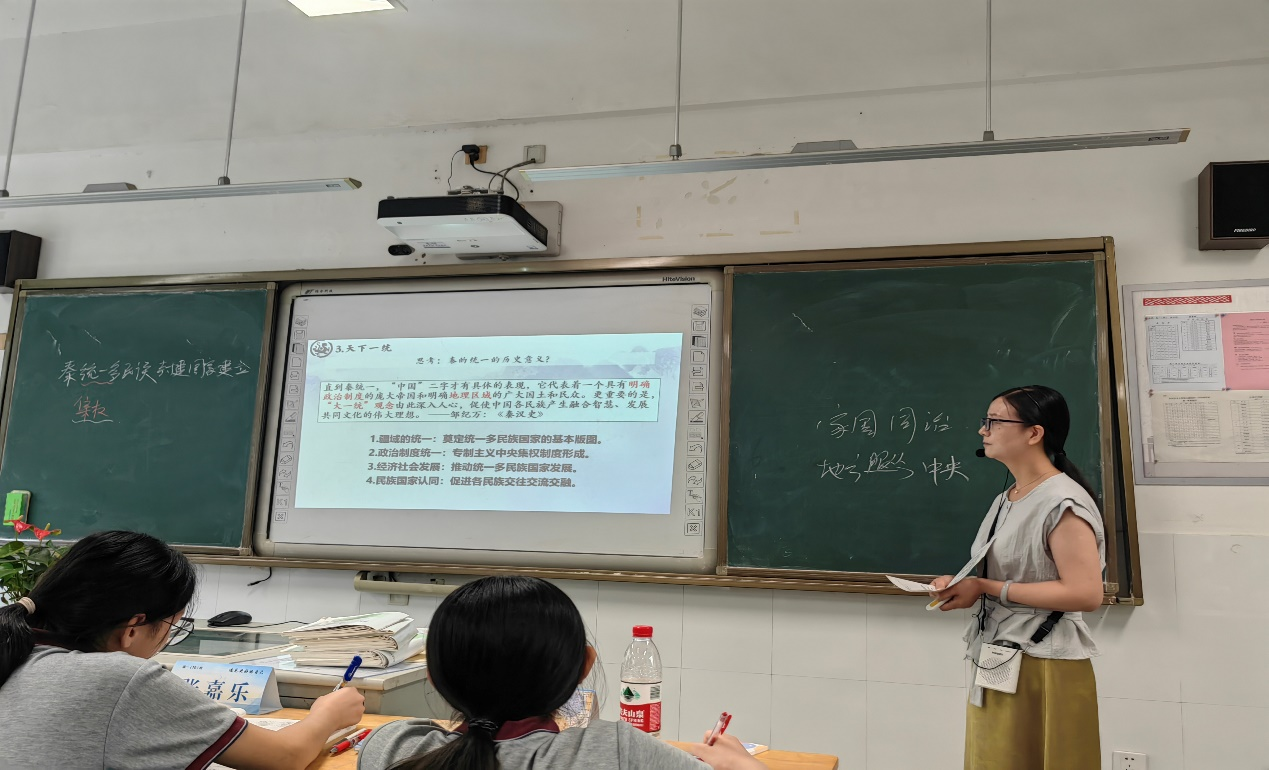 秦统一多民族封建国家建立
集权
HiteVision
3.天下一统
思考：秦的统一的历史意义？
直到秦统一，“中国”二字才有具体的表现，它代表着一个具有明确
政治制度的庞大帝国和明确地理区域的广大国土和民众。更重要的是，
“大一统”观念由此深入人心，促使中国各民族产生融合智慧、发展
共同文化的伟大理想。——邹纪万：《秦汉史》
1.疆域的统一：奠定统一多民族国家的基本版图。
2.政治制度统一：专制主义中央集权制度形成。
3.经济社会发展：推动统一多民族国家发展。
4.民族国家认同：促进各民族交往交流交融。
家国同治
地方服务中央
张嘉乐